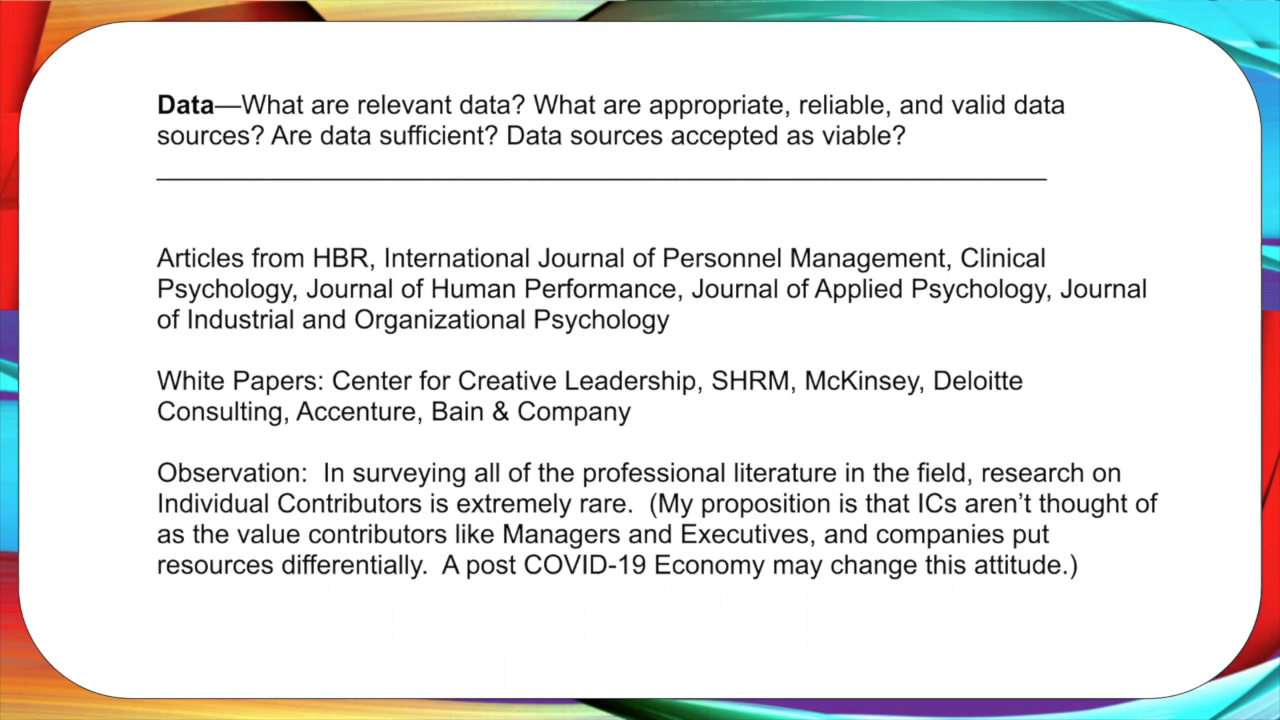 Data—What are relevant data? What are appropriate, reliable, and valid data
sources? Are data sufficient? Data sources accepted as viable?
Articles from HBR, International Journal of Personnel Management, Clinical
Psychology, Journal of Human Performance, Journal of Applied Psychology, Journal
of Industrial and Organizational Psychology
White Papers: Center for Creative Leadership, SHRM, McKinsey, Deloitte
Consulting, Accenture, Bain & Company
Observation:  In surveying all of the professional literature in the field, research on
Individual Contributors is extremely rare.  (My proposition is that ICs aren’t thought of
as the value contributors like Managers and Executives, and companies put
resources differentially.  A post COVID-19 Economy may change this attitude.)